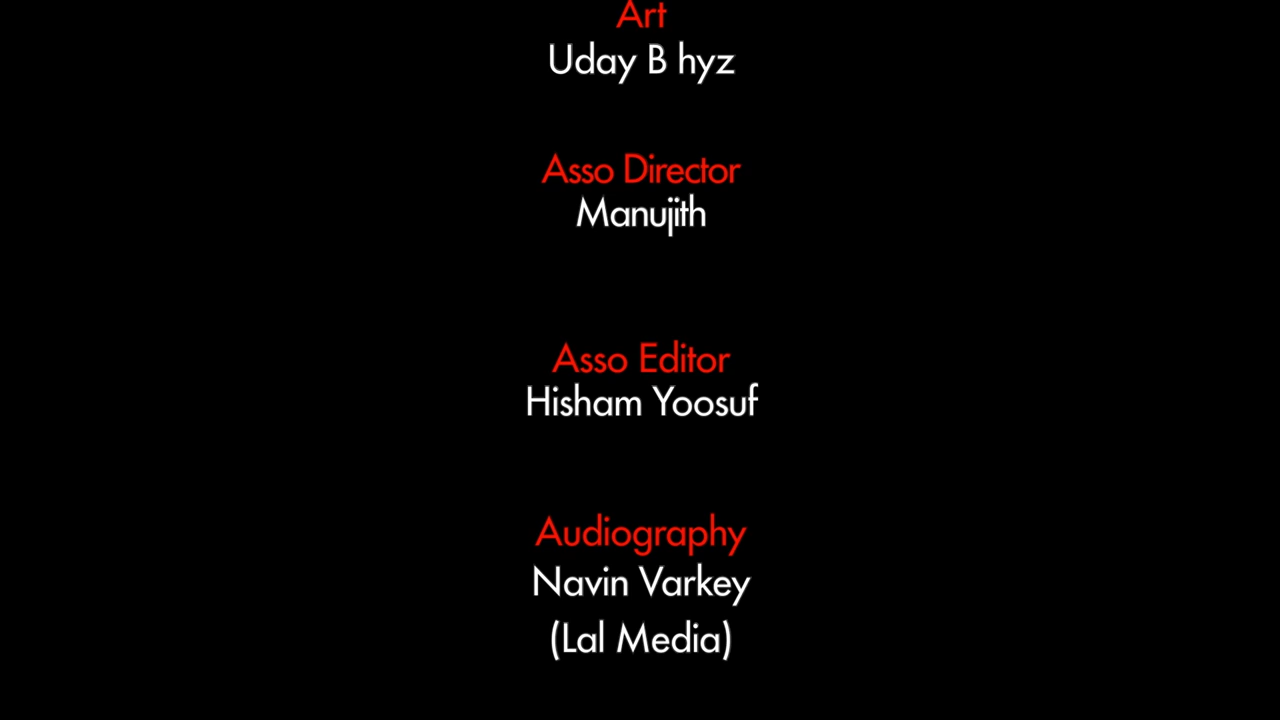 Art
Uday B hyz
Asso Director
Manujith
Asso Editor
Hisham Yoosuf
Audiography
Navin Varkey
(Lal Media)